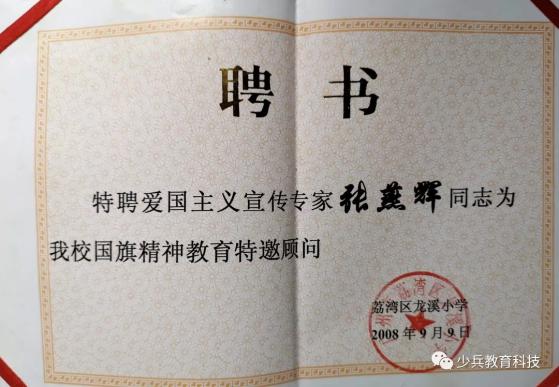 聘书
特聘爱国主义宣传专家张燕辉同志为
我校国旗精神教育特邀顾问
荔湾区龙溪小学
2008年9月9日
少兵教育科技